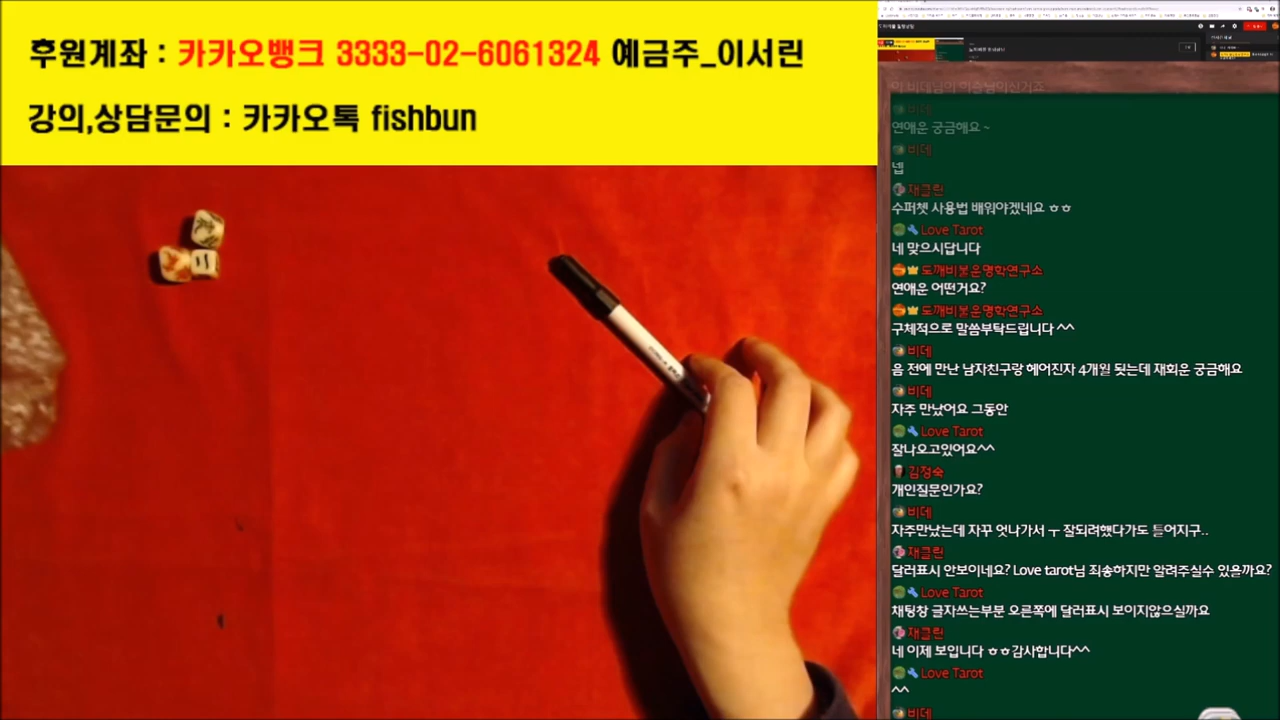 후원계좌 : 카카오뱅크 3333-02-6061324 예금주_이서린
강의,상담문의 : 카카오톡 fishbun
비데
연애운 궁금해요 ~
비데
넵
재클린
수퍼쳇 사용법 배워야겠네요 ㅎㅎ
Love Tarot
네 맞으시답니다
도깨비불운명학연구소
연애운 어떤거요?
도깨비불운명학연구소
구체적으로 말씀부탁드립니다 ^^
비데
음 전에 만난 남자친구랑 헤어진자 4개월 됫는데 재회운 궁금해요
비데
자주 만났어요 그동안
Love Tarot
잘나오고있어요^^
김정숙
개인질문인가요?
비데
자주만났는데 자꾸 엇나가서 ㅜ 잘되려했다가도 틀어지구..
재클린
달러표시 안보이네요? Love tarot님 죄송하지만 알려주실수 있을까요?
Love Tarot
채팅창 글자쓰는부분 오른쪽에 달러표시 보이지않으실까요
재클린
네 이제 보입니다 ㅎㅎ감사합니다^^
Love Tarot
^^
비데